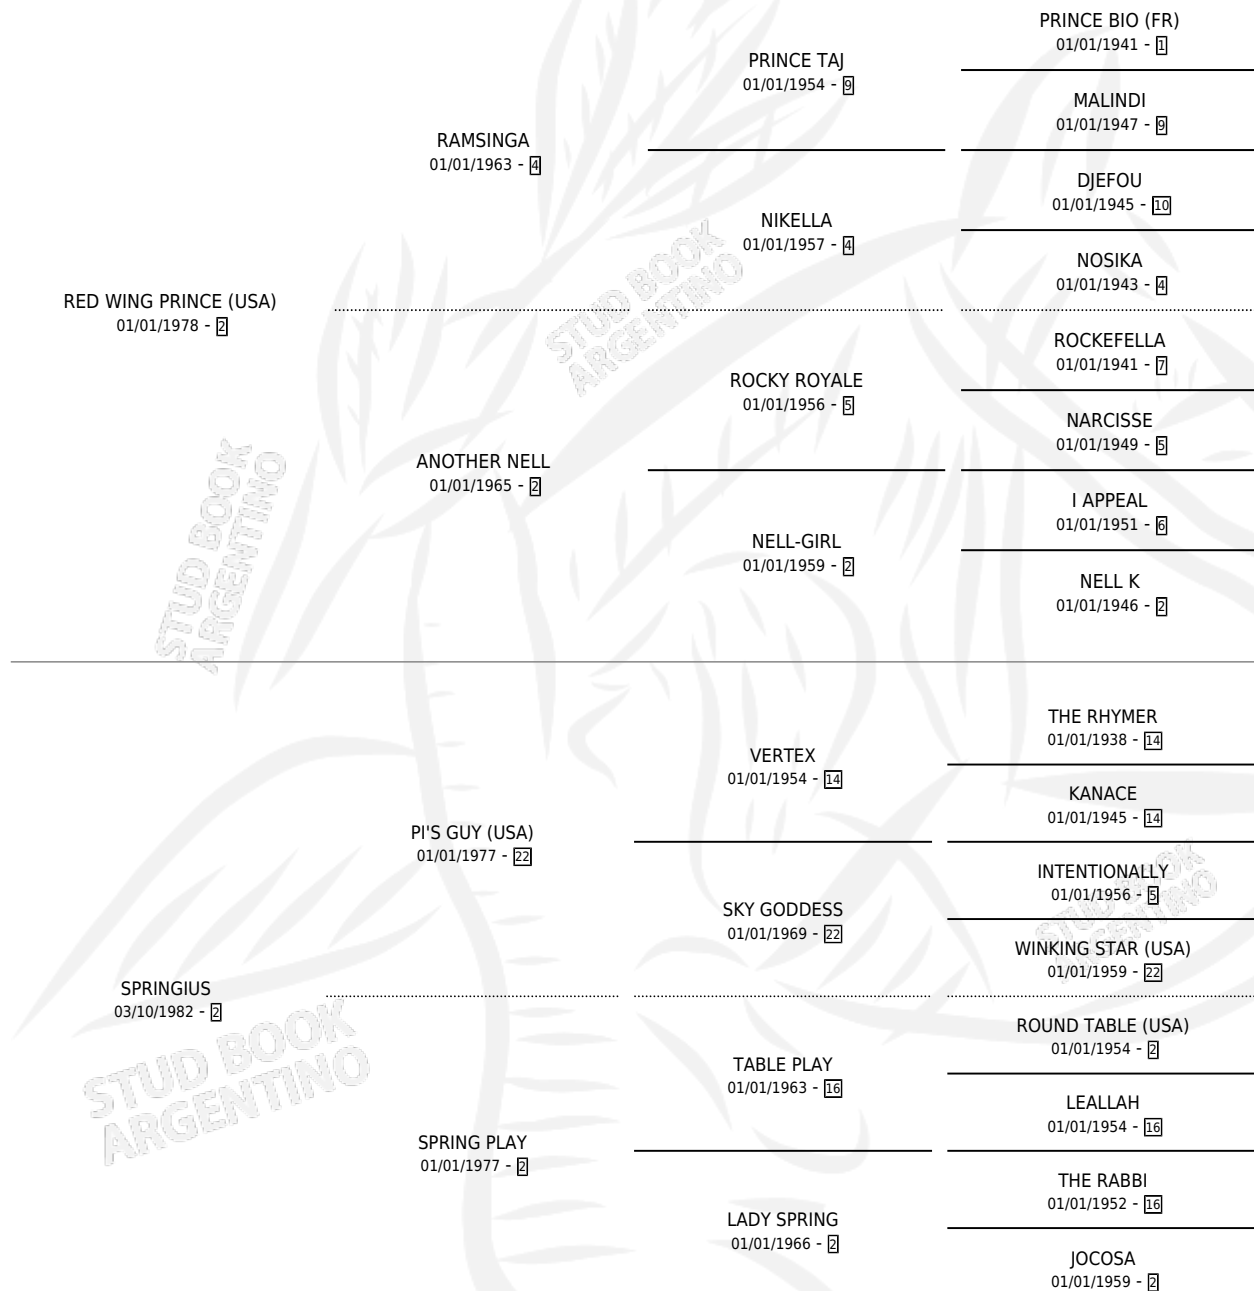 PRINCE BIO (FR)
01/01/1941 - 1
PRINCE TAJ
01/01/1954 - 9
MALINDI
01/01/1947 - 9
RAMSINGA
01/01/1963 - 4
DJEFOU
01/01/1945 - 10
NIKELLA
01/01/1957 - 4
NOSIKA
01/01/1943 - 4
RED WING PRINCE (USA)
01/01/1978 - 2
ROCKEFELLA
01/01/1941 - 7
ROCKY ROYALE
01/01/1956 - 5
NARCISSE
01/01/1949 - 5
ANOTHER NELL
01/01/1965 - 2
I APPEAL
01/01/1951 - 6
NELL-GIRL
01/01/1959 - 2
NELL K
01/01/1946 - 2
THE RHYMER
01/01/1938 - 14
VERTEX
01/01/1954 - 14
KANACE
01/01/1945 - 14
PI'S GUY (USA)
01/01/1977 - 22
INTENTIONALLY
01/01/1956 - 5
SKY GODDESS
01/01/1969 - 22
WINKING STAR (USA)
01/01/1959 - 22
SPRINGIUS
03/10/1982 - 2
ROUND TABLE (USA)
01/01/1954 - 2
TABLE PLAY
01/01/1963 - 16
LEALLAH
01/01/1954 - 16
SPRING PLAY
01/01/1977 - 2
THE RABBI
01/01/1952 - 16
LADY SPRING
01/01/1966 - 2
JOCOSA
01/01/1959 - 2
STUD BOOK
ARGENTINO
STUD BOOK
ARGENTINO
STUD BOOK
ARGENTINO
STUD BOOK
ARGENTINO